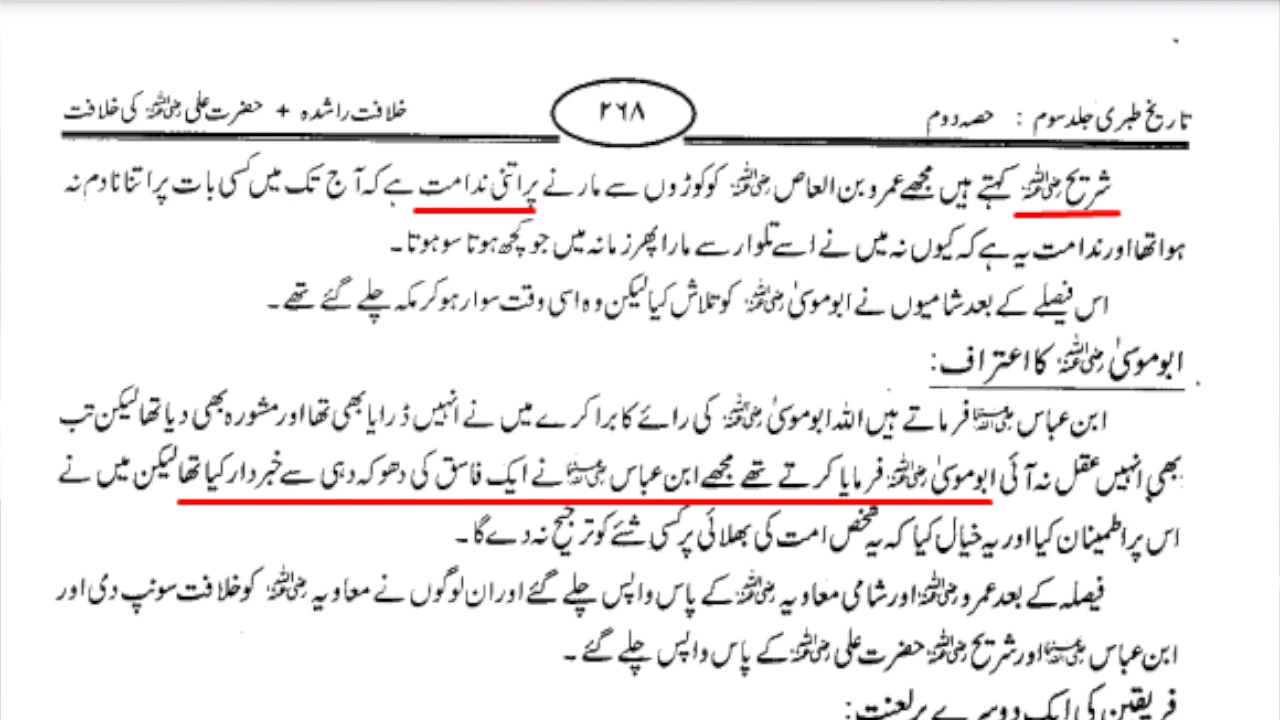 تاریخ طبری جلد سوم : حصہ دوم ۲۶۸ خلافت راشدہ + حضرت علی رضی اللہ عنہ کی خلافت
شریح رضی اللہ عنہ کہتے ہیں مجھے عمرو بن العاص رضی اللہ عنہ کو کوڑوں سے مارنے پر اتنی ندامت ہے کہ آج تک میں کسی بات پر اتنا نادم نہ
ہوا تھا اور ندامت یہ ہے کہ کیوں نہ میں نے اسے تلوار سے مارا پھر زمانہ میں جو کچھ ہوتا سو ہوتا۔
اس فیصلے کے بعد شامیوں نے ابو موسیٰ رضی اللہ عنہ کو تلاش کیا لیکن وہ اسی وقت سوار ہو کر مکہ چلے گئے تھے۔
ابو موسیٰ رضی اللہ عنہ کا اعتراف:
ابن عباس رضی اللہ عنہما فرماتے ہیں اللہ ابو موسیٰ رضی اللہ عنہ کی رائے کا برا کرے میں نے انہیں ڈرایا بھی تھا اور مشورہ بھی دیا تھا لیکن تب
بھی انہیں عقل نہ آئی ابو موسیٰ رضی اللہ عنہ فرمایا کرتے تھے مجھے ابن عباس رضی اللہ عنہما نے ایک فاسق کی دھوکہ دہی سے خبردار کیا تھا لیکن میں نے
اس پر اطمینان کیا اور یہ خیال کیا کہ یہ شخص امت کی بھلائی پر کسی شئے کو ترجیح نہ دے گا۔
فیصلہ کے بعد عمرو رضی اللہ عنہ اور شامی معاویہ رضی اللہ عنہ کے پاس واپس چلے گئے اور ان لوگوں نے معاویہ رضی اللہ عنہ کو خلافت سونپ دی اور
ابن عباس رضی اللہ عنہما اور شریح رضی اللہ عنہ حضرت علی رضی اللہ عنہ کے پاس واپس چلے گئے۔
فریقین کی ایک دوسرے پر لعنت: